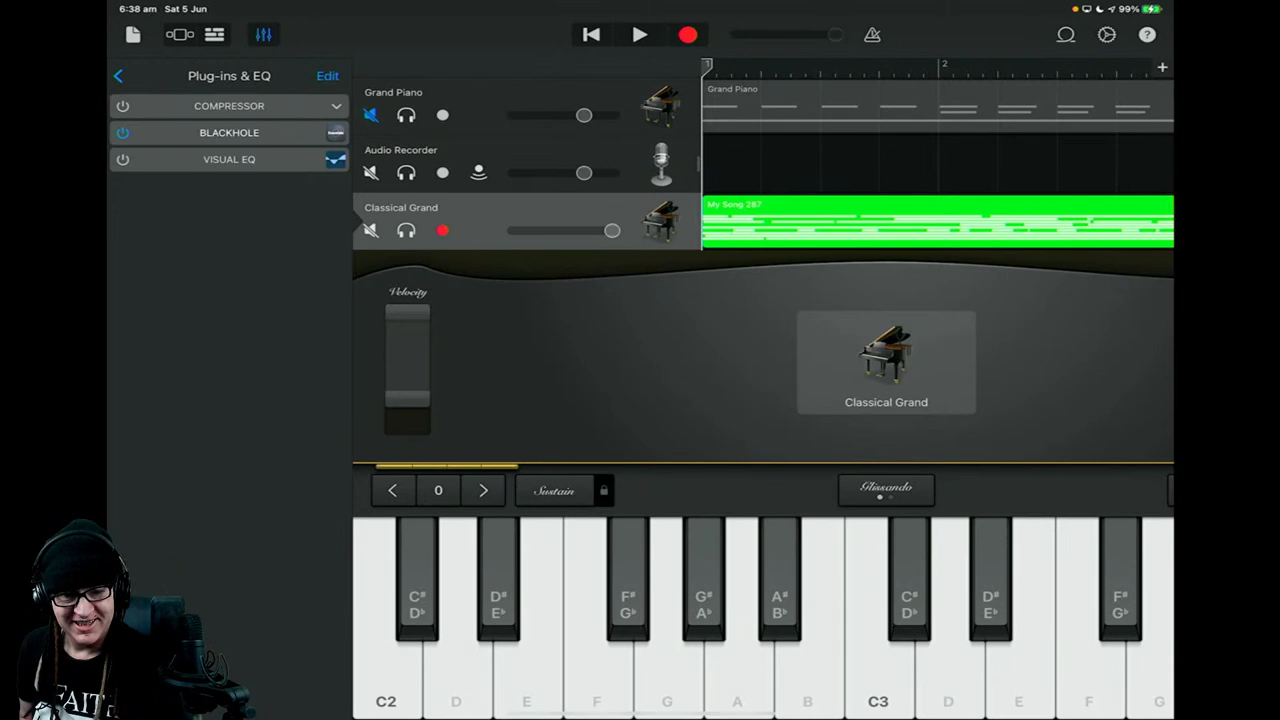 6:38 am Sat 5 Jun
99%
Plug-ins & EQ
Edit
COMPRESSOR
BLACKHOLE
VISUAL EQ
1
2
Grand Piano
Grand Piano
Audio Recorder
Classical Grand
My Song 287
Velocity
Classical Grand
0
Sustain
Glissando
C# D# F# G# A# C# D# F#
D♭ E♭ G♭ A♭ B♭ D♭ E♭ G♭
C2 D E F G A B C3 D E F G
FAITH